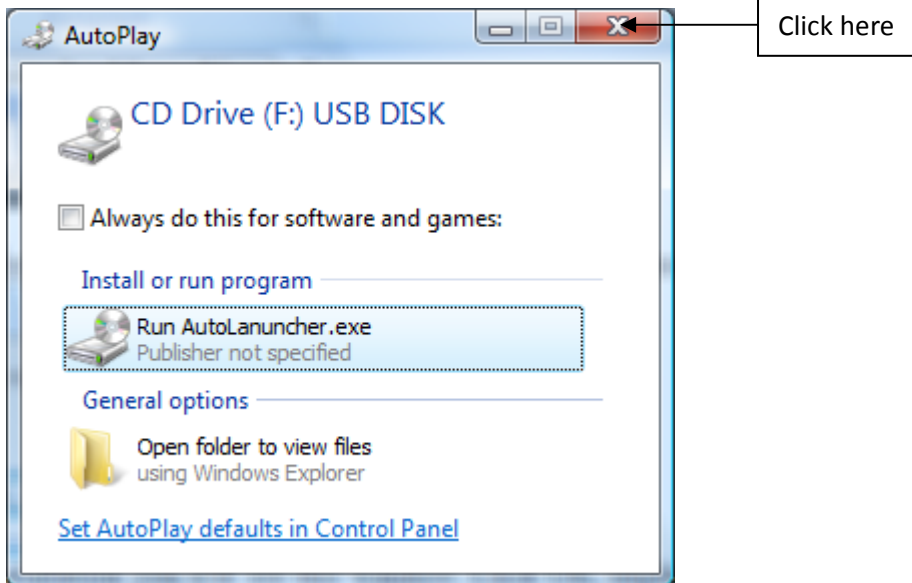 AutoPlay
Click here
CD Drive (F:) USB DISK
Always do this for software and games:
Install or run program
Run AutoLanuncher.exe
Publisher not specified
General options
Open folder to view files
using Windows Explorer
Set AutoPlay defaults in Control Panel